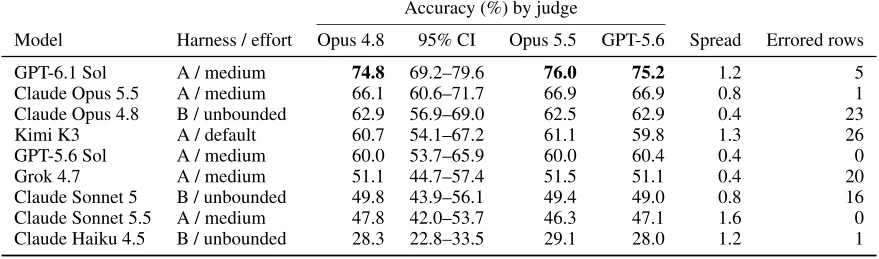 Accuracy (%) by judge
Model Harness / effort Opus 4.8 95% CI Opus 5.5 GPT-5.6 Spread Errored rows
GPT-6.1 Sol A / medium 74.8 69.2–79.6 76.0 75.2 1.2 5
Claude Opus 5.5 A / medium 66.1 60.6–71.7 66.9 66.9 0.8 1
Claude Opus 4.8 B / unbounded 62.9 56.9–69.0 62.5 62.9 0.4 23
Kimi K3 A / default 60.7 54.1–67.2 61.1 59.8 1.3 26
GPT-5.6 Sol A / medium 60.0 53.7–65.9 60.0 60.4 0.4 0
Grok 4.7 A / medium 51.1 44.7–57.4 51.5 51.1 0.4 20
Claude Sonnet 5 B / unbounded 49.8 43.9–56.1 49.4 49.0 0.8 16
Claude Sonnet 5.5 A / medium 47.8 42.0–53.7 46.3 47.1 1.6 0
Claude Haiku 4.5 B / unbounded 28.3 22.8–33.5 29.1 28.0 1.2 1